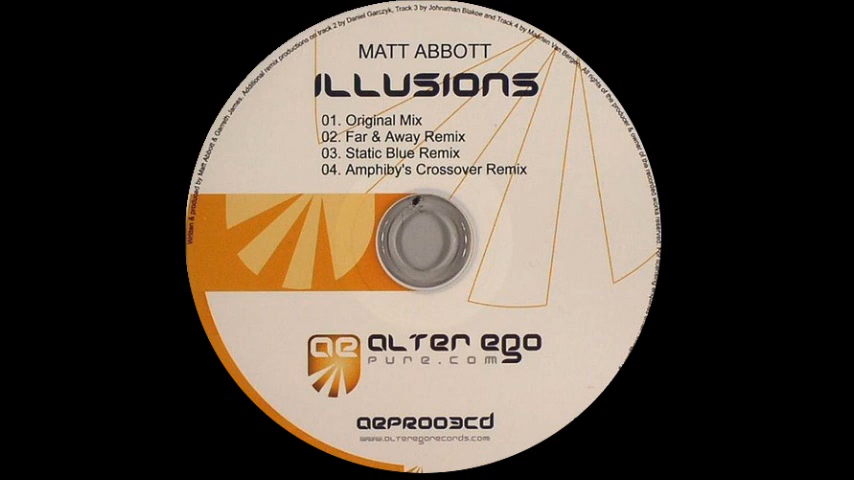 Written & produced by Matt Abbott & Garreth James. Additional remix productions on track 2 by Daniel Garczyk, Track 3 by Johnathan Blakoe and Track 4 by Maarten Van Bergen. All rights of the producer & owner of the recorded works reserved.
MATT ABBOTT
ILLUSIONS
01. Original Mix
02. Far & Away Remix
03. Static Blue Remix
04. Amphiby's Crossover Remix
ae ALTER EGO
PURE.COM
AEPR003CD
WWW.ALTEREGORECORDS.COM